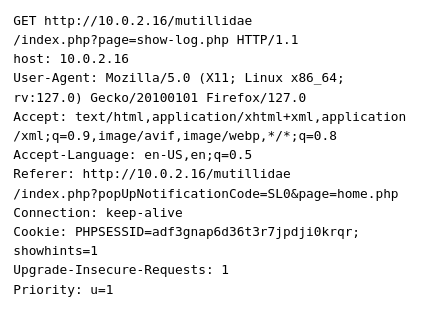 GET http://10.0.2.16/mutillidae
/index.php?page=show-log.php HTTP/1.1
host: 10.0.2.16
User-Agent: Mozilla/5.0 (X11; Linux x86_64;
rv:127.0) Gecko/20100101 Firefox/127.0
Accept: text/html,application/xhtml+xml,application
/xml;q=0.9,image/avif,image/webp,*/*;q=0.8
Accept-Language: en-US,en;q=0.5
Referer: http://10.0.2.16/mutillidae
/index.php?popUpNotificationCode=SL0&page=home.php
Connection: keep-alive
Cookie: PHPSESSID=adf3gnap6d36t3r7jpdji0krqr;
showhints=1
Upgrade-Insecure-Requests: 1
Priority: u=1